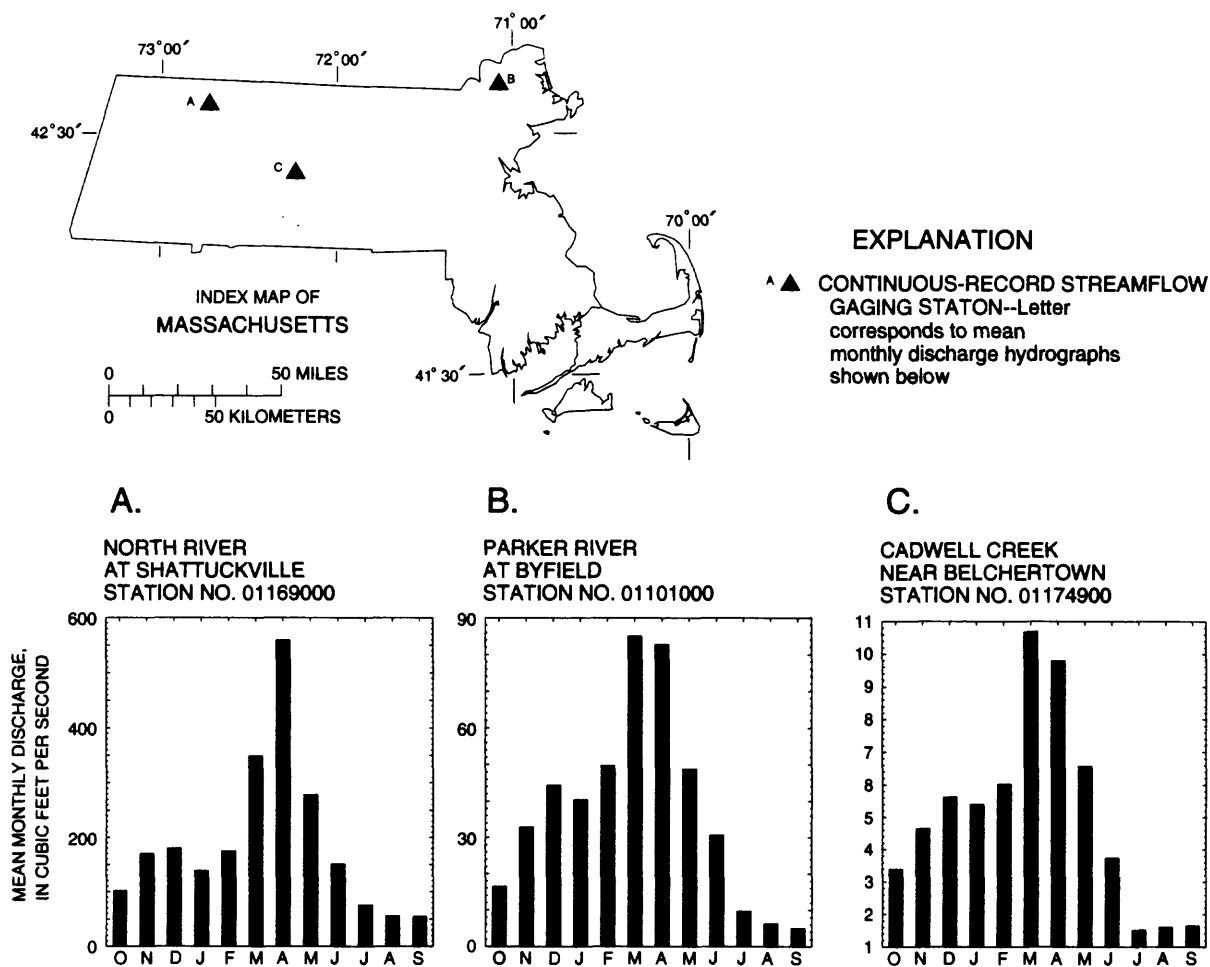 71°00´
73°00´
72°00´
B
A
42°30´
C
70°00´
EXPLANATION
A CONTINUOUS-RECORD STREAMFLOW
GAGING STATON--Letter
corresponds to mean
monthly discharge hydrographs
shown below
INDEX MAP OF
MASSACHUSETTS
0 50 MILES
0 50 KILOMETERS
41°30´
A.
NORTH RIVER
AT SHATTUCKVILLE
STATION NO. 01169000
B.
PARKER RIVER
AT BYFIELD
STATION NO. 01101000
C.
CADWELL CREEK
NEAR BELCHERTOWN
STATION NO. 01174900
MEAN MONTHLY DISCHARGE,
IN CUBIC FEET PER SECOND
600
400
200
0
O N D J F M A M J J A S
90
60
30
0
O N D J F M A M J J A S
11
10
9
8
7
8
5
4
3
2
1
O N D J F M A M J J A S